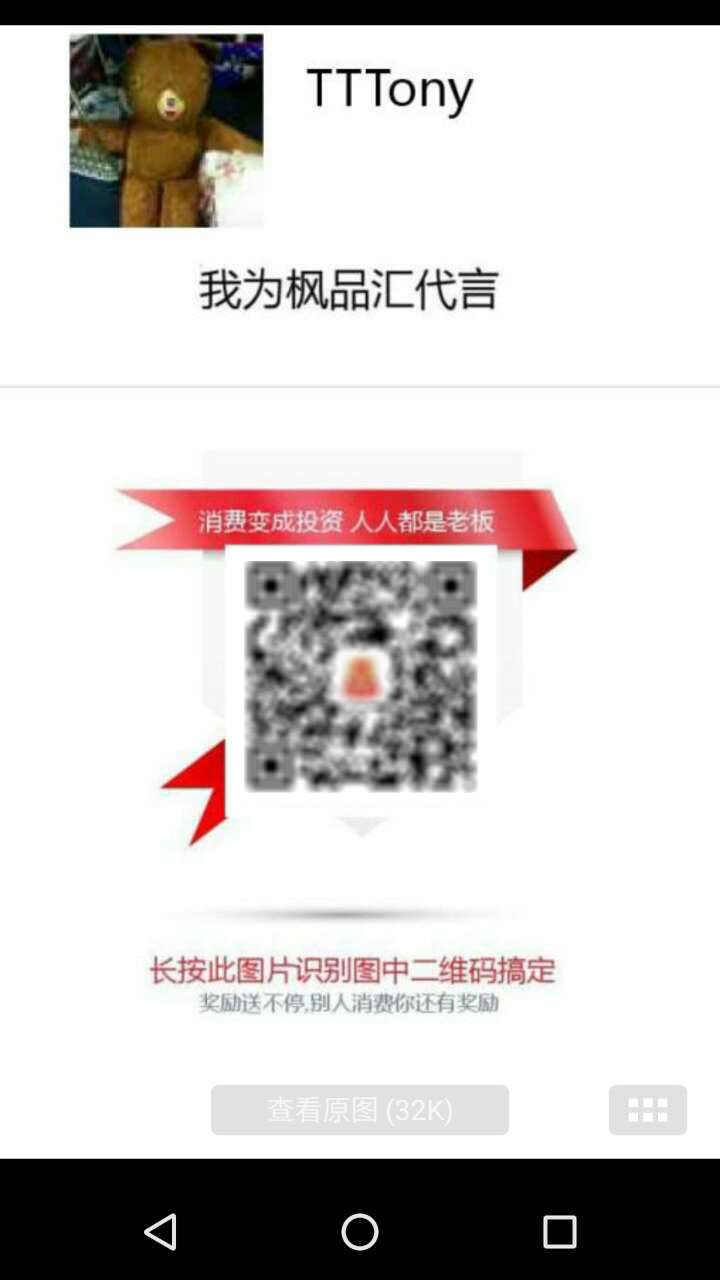 TTTony
我为枫品汇代言
消费变成投资 人人都是老板
长按此图片识别图中二维码搞定
奖励送不停,别人消费你还有奖励
查看原图 (32K)